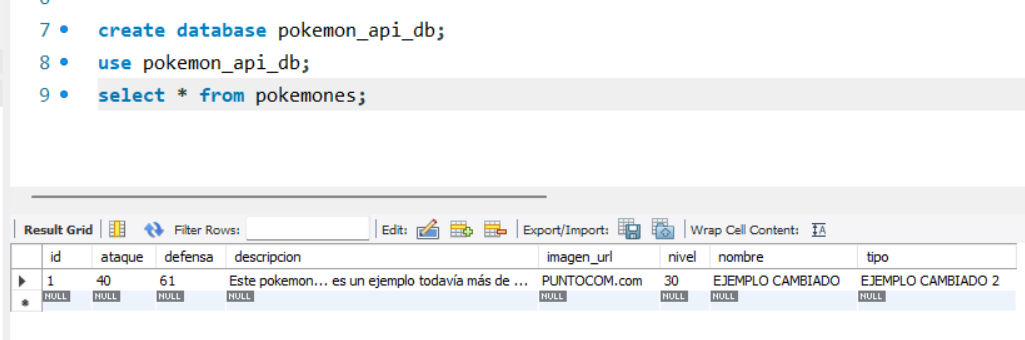 7 create database pokemon_api_db;
8 use pokemon_api_db;
9 select * from pokemones;
Result Grid Filter Rows: Edit: Export/Import: Wrap Cell Content: IA
id ataque defensa descripcion imagen_url nivel nombre tipo
1 40 61 Este pokemon... es un ejemplo todavía más de ... PUNTOCOM.com 30 EJEMPLO CAMBIADO EJEMPLO CAMBIADO 2
NULL NULL NULL NULL NULL NULL NULL NULL